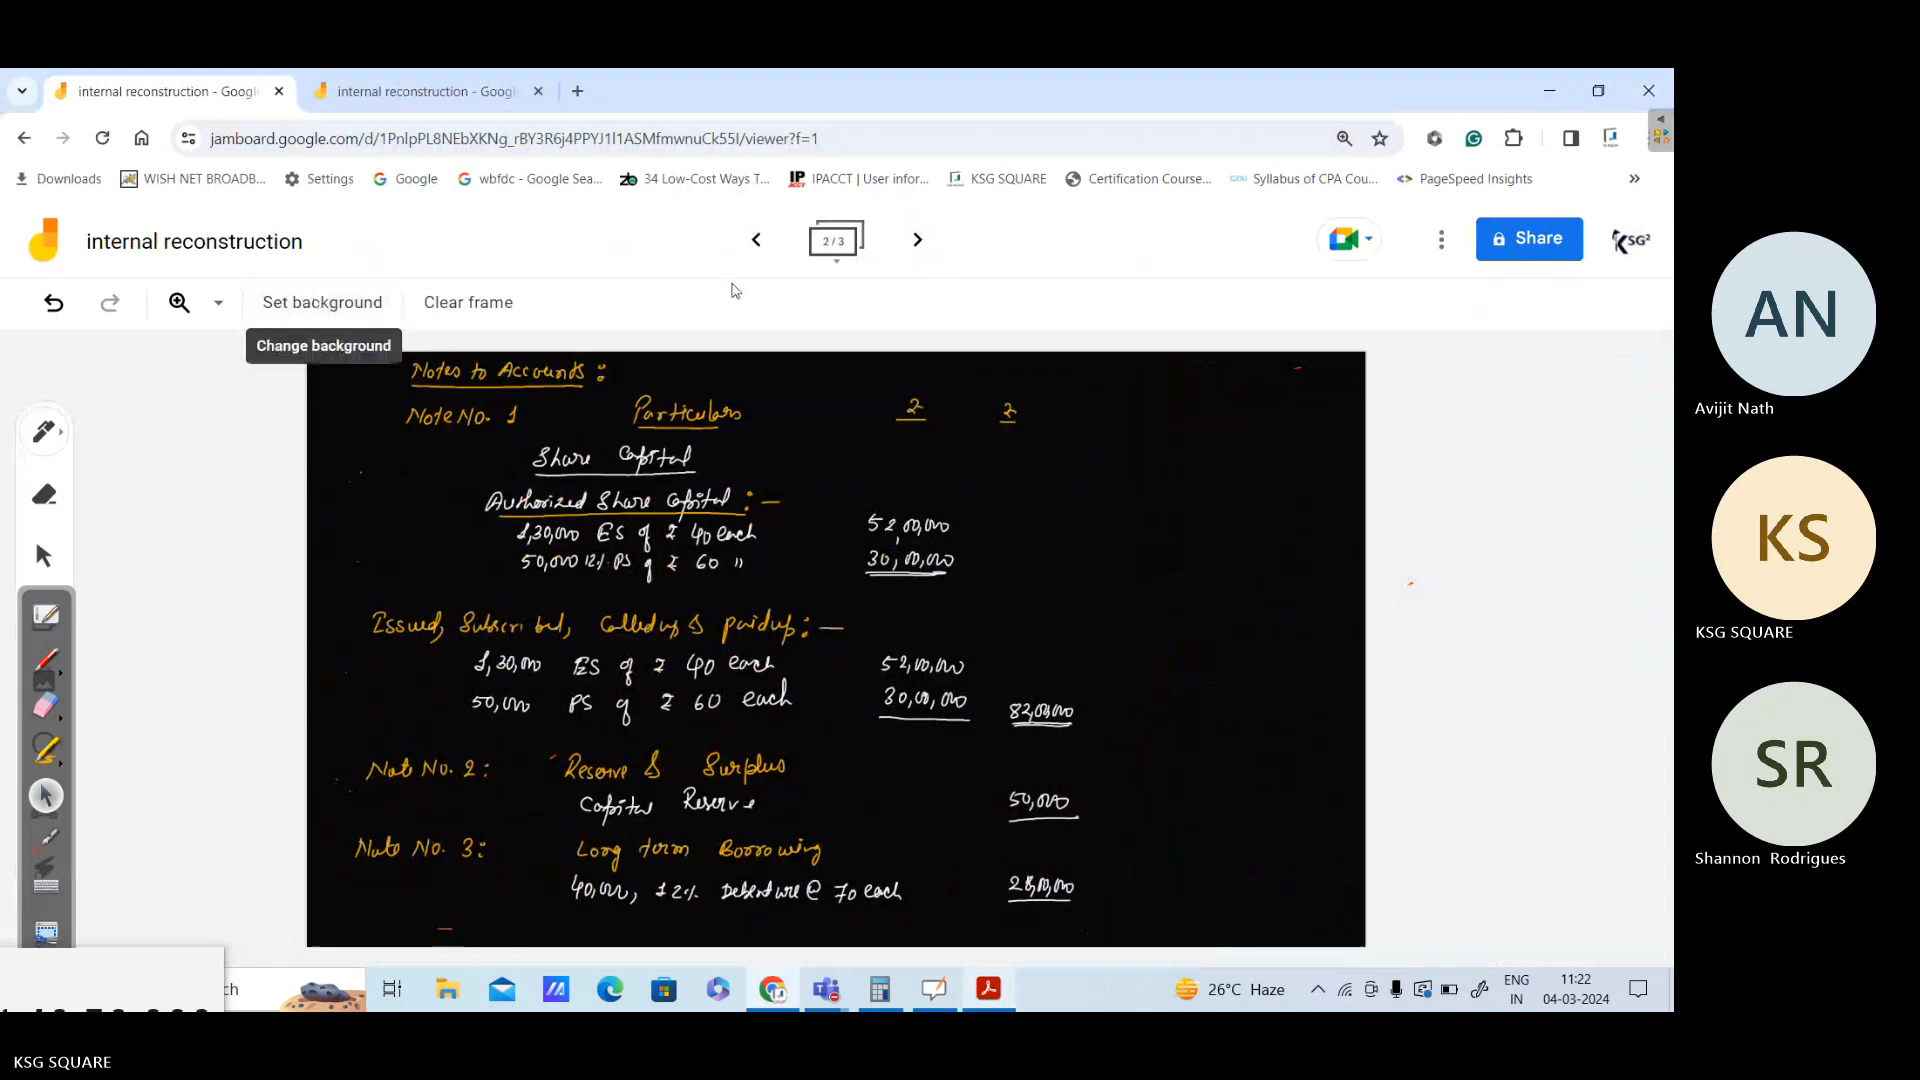 internal reconstruction - Googl
internal reconstruction - Googl
jamboard.google.com/d/1PnlpPL8NEbXKNg_rBY3R6j4PPYJ1l1ASMfmwnuCk55I/viewer?f=1
Downloads WISH NET BROADB... Settings Google wbfdc - Google Sea... 34 Low-Cost Ways T... IPACCT | User infor... KSG SQUARE Certification Course... Syllabus of CPA Cou... PageSpeed Insights »
internal reconstruction
2 / 3
Share
KSG²
Set background Clear frame
Change background
Notes to Accounts :
Note No. 1 Particulars ₹ ₹
Share Capital
Authorized Share Capital : —
1,30,000 ES of ₹ 40 each 52,00,000
50,000 12% PS of ₹ 60 " 30,00,000
Issued, Subscribed, Called up & paidup : —
1,30,000 ES of ₹ 40 each 52,00,000
50,000 PS of ₹ 60 each 30,00,000 82,00,000
Note No. 2 : Reserve & Surplus
Capital Reserve 50,000
Note No. 3 : Long term Borrowing
40,000, 12% Debenture @ 70 each 28,00,000
AN
Avijit Nath
KS
KSG SQUARE
SR
Shannon Rodrigues
ch
26°C Haze
ENG
IN
11:22
04-03-2024
KSG SQUARE